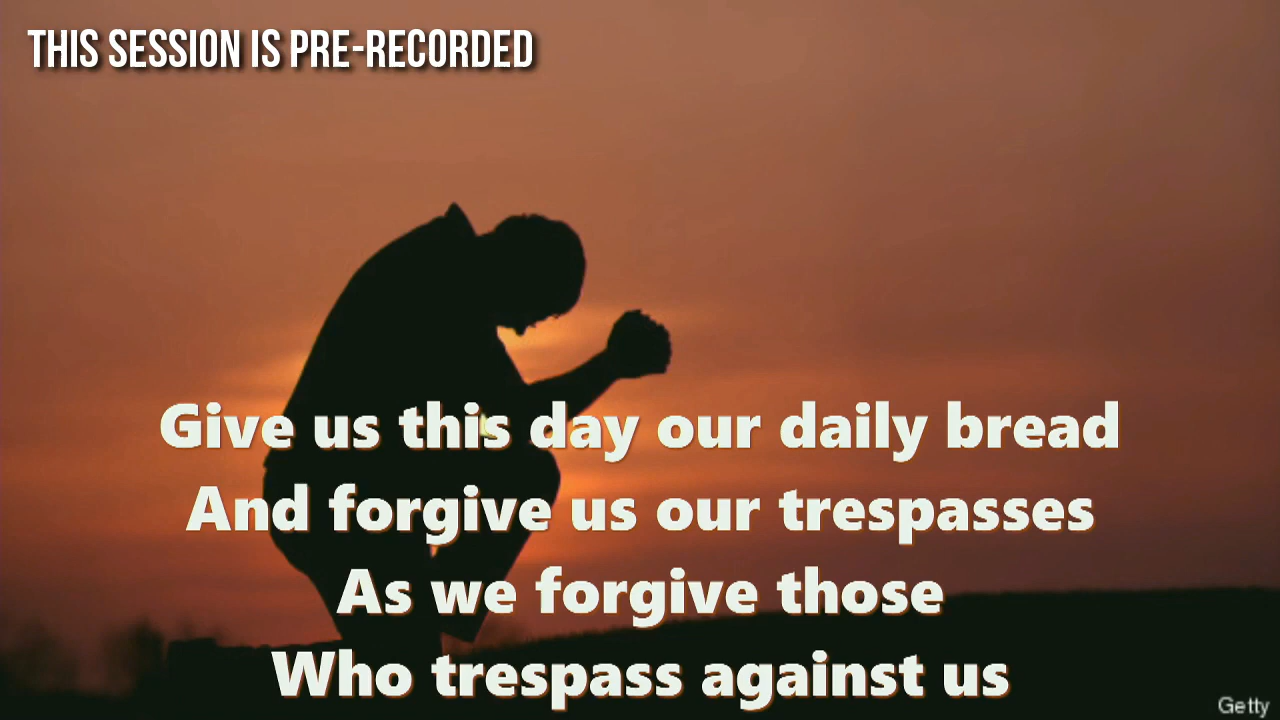 THIS SESSION IS PRE-RECORDED
Give us this day our daily bread
And forgive us our trespasses
As we forgive those
Who trespass against us
Getty